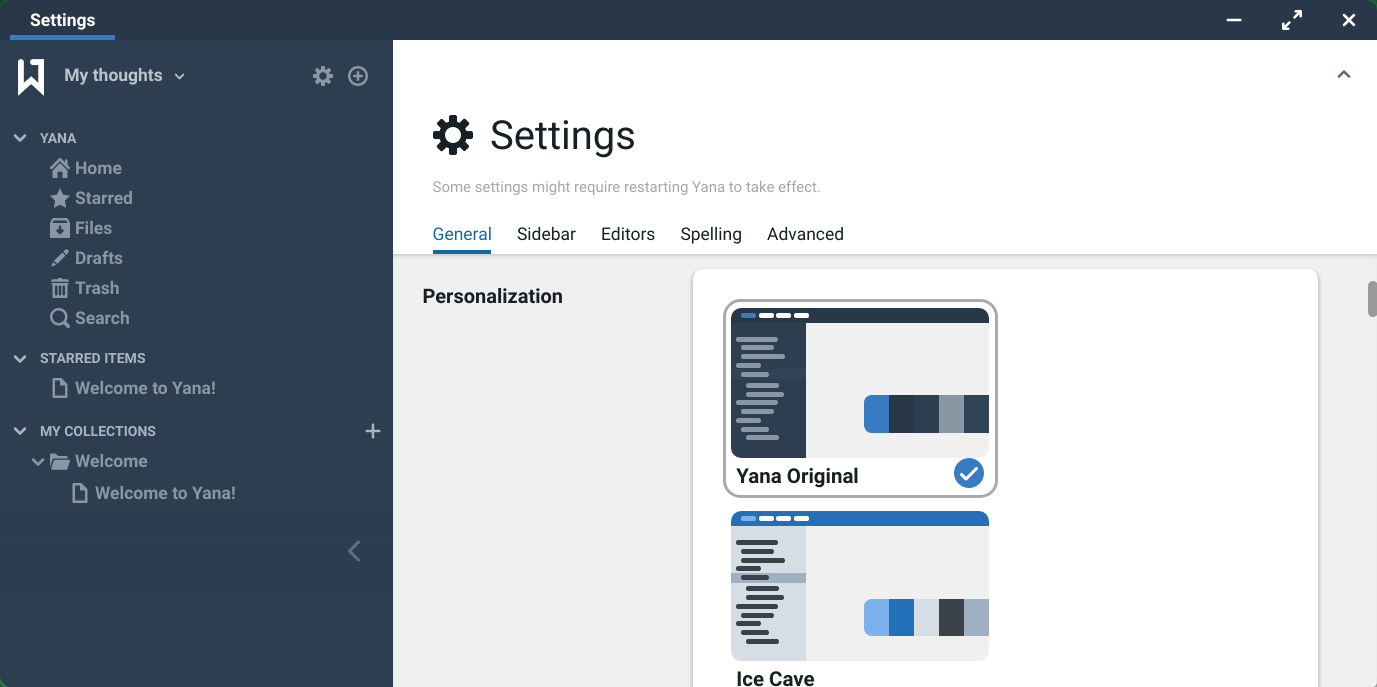 Settings
My thoughts
YANA
Home
Starred
Files
Drafts
Trash
Search
STARRED ITEMS
Welcome to Yana!
MY COLLECTIONS
Welcome
Welcome to Yana!
Settings
Some settings might require restarting Yana to take effect.
General Sidebar Editors Spelling Advanced
Personalization
Yana Original
Ice Cave